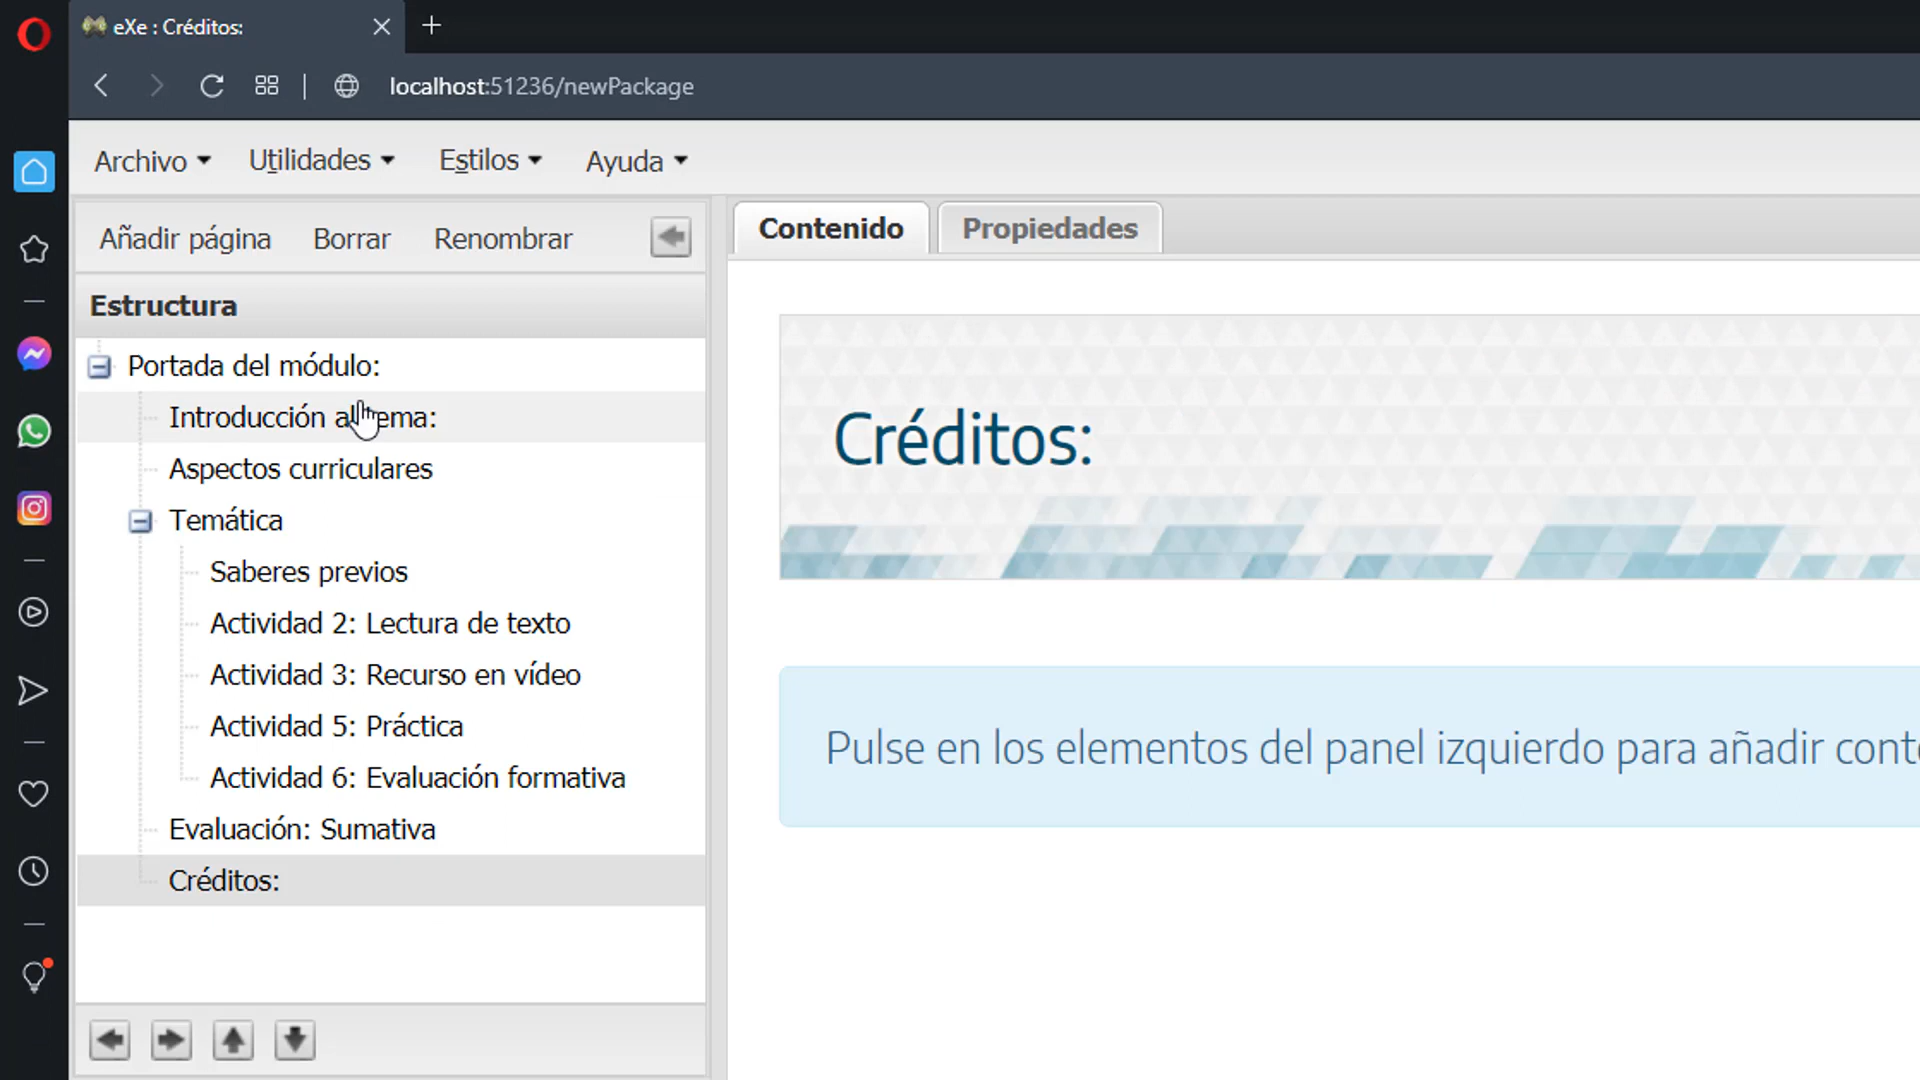 eXe : Créditos:
localhost:51236/newPackage
Archivo Utilidades Estilos Ayuda
Añadir página Borrar Renombrar
Contenido Propiedades
Estructura
Portada del módulo:
Introducción al tema:
Aspectos curriculares
Temática
Saberes previos
Actividad 2: Lectura de texto
Actividad 3: Recurso en vídeo
Actividad 5: Práctica
Actividad 6: Evaluación formativa
Evaluación: Sumativa
Créditos:
Créditos:
Pulse en los elementos del panel izquierdo para añadir